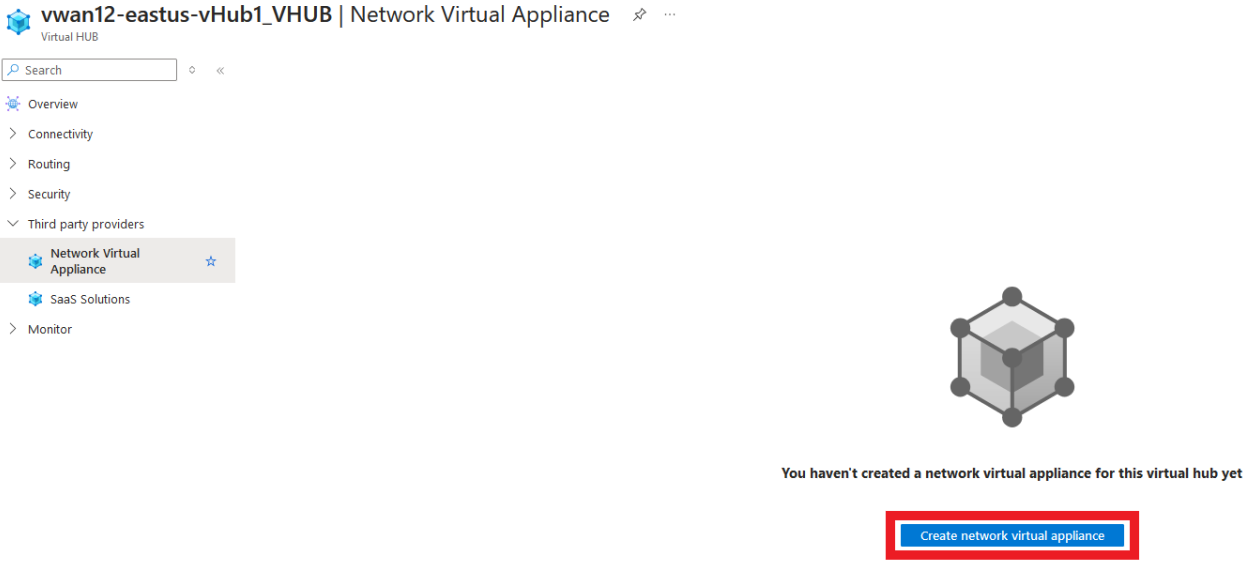 vwan12-eastus-vHub1_VHUB | Network Virtual Appliance
Virtual HUB
Search
Overview
Connectivity
Routing
Security
Third party providers
Network Virtual
Appliance
SaaS Solutions
Monitor
You haven't created a network virtual appliance for this virtual hub yet
Create network virtual appliance